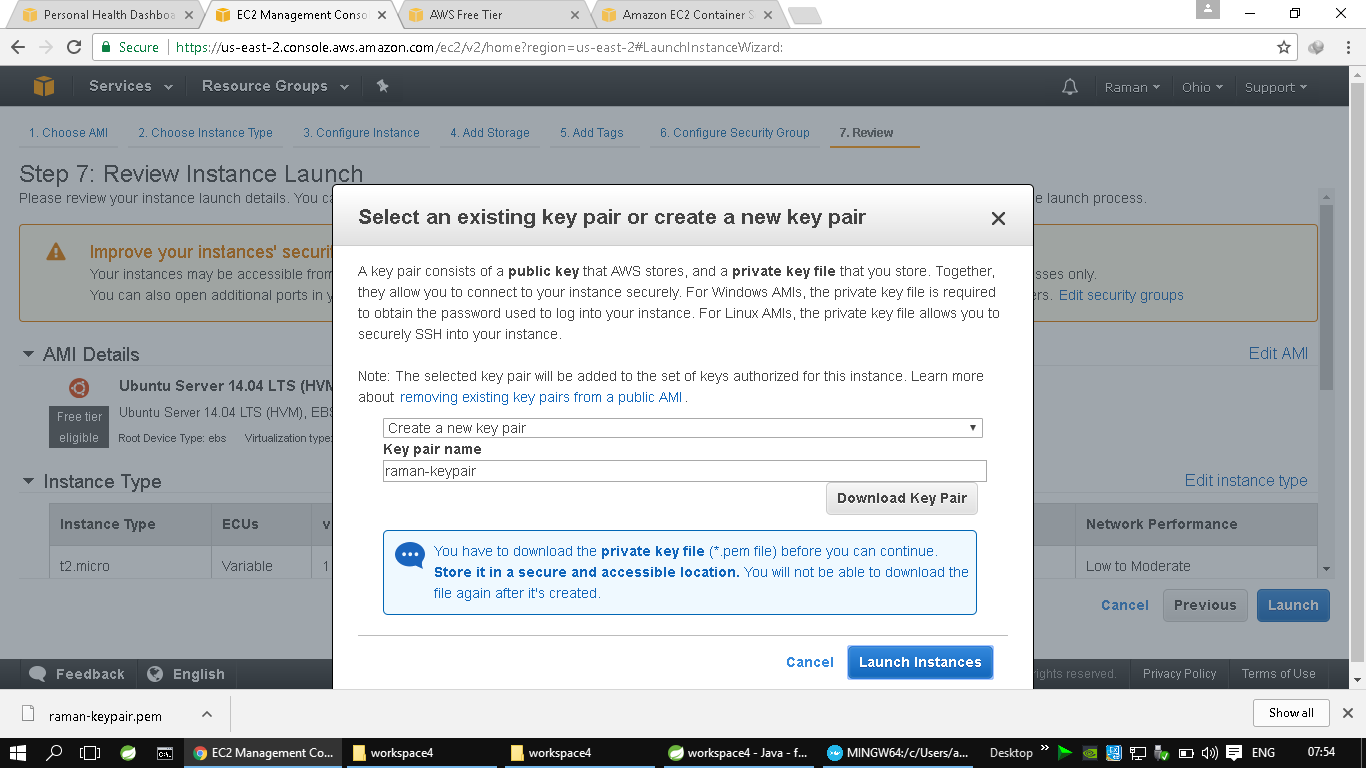 Personal Health Dashboa
EC2 Management Conso
AWS Free Tier
Amazon EC2 Container S
Secure https://us-east-2.console.aws.amazon.com/ec2/v2/home?region=us-east-2#LaunchInstanceWizard:
Services Resource Groups Raman Ohio Support
1. Choose AMI 2. Choose Instance Type 3. Configure Instance 4. Add Storage 5. Add Tags 6. Configure Security Group 7. Review
Step 7: Review Instance Launch
Please review your instance launch details. You ca
e launch process.
Improve your instances' securi
Your instances may be accessible from
sses only.
You can also open additional ports in y
rs. Edit security groups
AMI Details
Edit AMI
Ubuntu Server 14.04 LTS (HVM
Free tier
eligible
Ubuntu Server 14.04 LTS (HVM), EBS
Root Device Type: ebs Virtualization type:
Instance Type
Edit instance type
Instance Type ECUs v Network Performance
t2.micro Variable 1 Low to Moderate
Cancel Previous Launch
Select an existing key pair or create a new key pair
A key pair consists of a public key that AWS stores, and a private key file that you store. Together,
they allow you to connect to your instance securely. For Windows AMIs, the private key file is required
to obtain the password used to log into your instance. For Linux AMIs, the private key file allows you to
securely SSH into your instance.
Note: The selected key pair will be added to the set of keys authorized for this instance. Learn more
about removing existing key pairs from a public AMI .
Create a new key pair
Key pair name
raman-keypair
Download Key Pair
You have to download the private key file (*.pem file) before you can continue.
Store it in a secure and accessible location. You will not be able to download the
file again after it's created.
Cancel Launch Instances
Feedback English
ights reserved. Privacy Policy Terms of Use
raman-keypair.pem
Show all
EC2 Management Co...
workspace4
workspace4
workspace4 - Java - f...
MINGW64:/c/Users/a...
Desktop
ENG
07:54